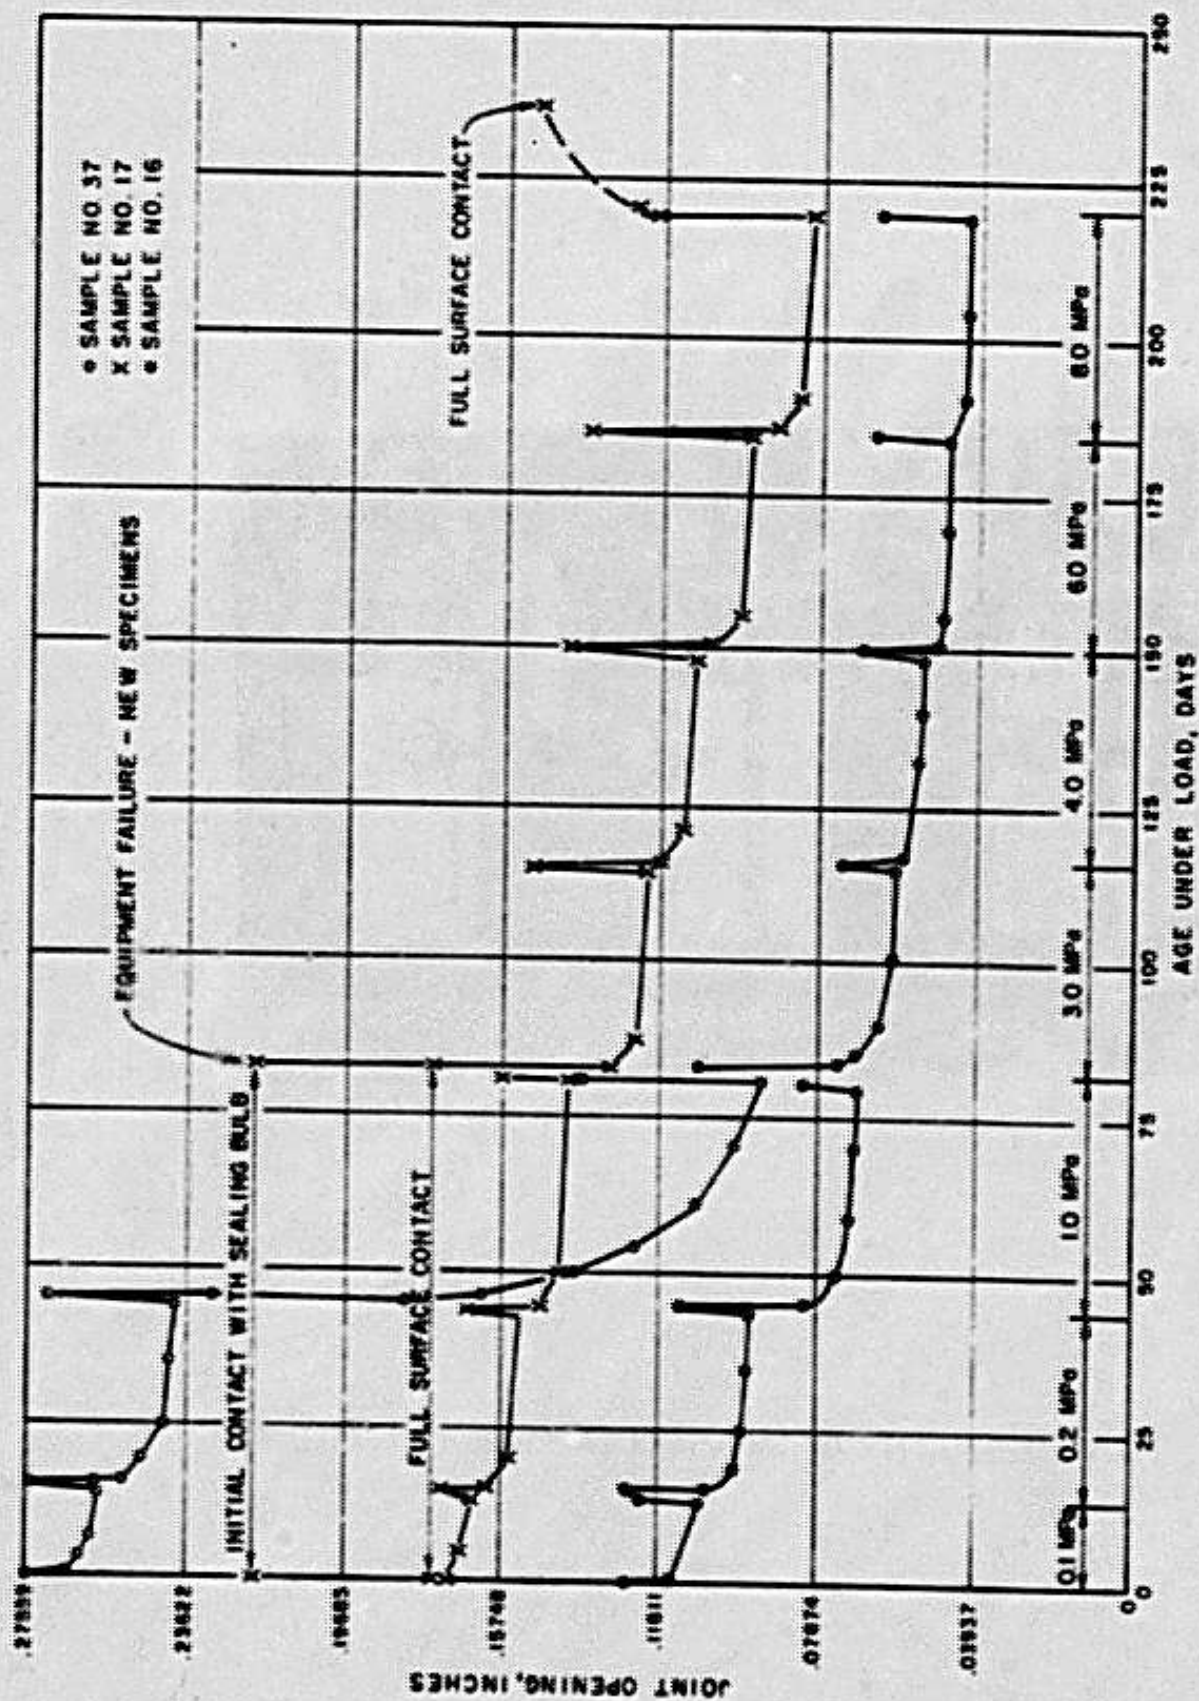 SAMPLE NO. 37
X SAMPLE NO. 17
SAMPLE NO. 16
EQUIPMENT FAILURE - NEW SPECIMENS
INITIAL CONTACT WITH SEALING BULB
FULL SURFACE CONTACT
FULL SURFACE CONTACT
JOINT OPENING, INCHES
.27559
.23622
.19685
.15748
.11811
.07874
.03937
0
0.1 MPa
0.2 MPa
1.0 MPa
3.0 MPa
4.0 MPa
6.0 MPa
8.0 MPa
0
25
50
75
100
125
150
175
200
225
250
AGE UNDER LOAD, DAYS